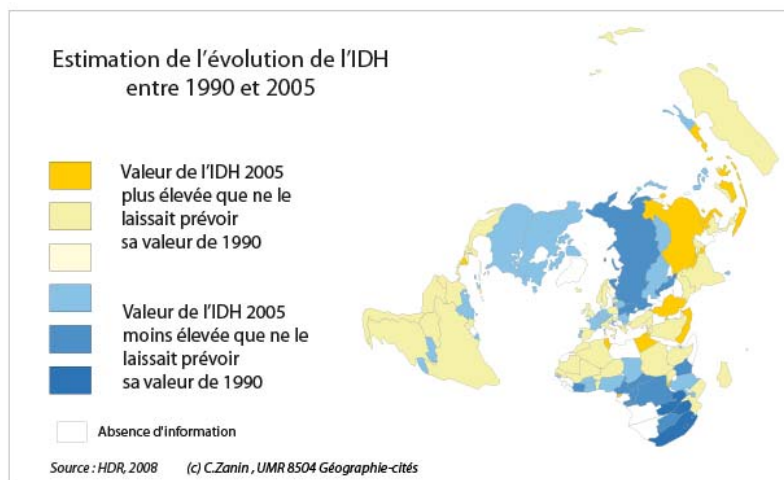 Estimation de l'évolution de l'IDH
entre 1990 et 2005
Valeur de l'IDH 2005
plus élevée que ne le
laissait prévoir
sa valeur de 1990
Valeur de l'IDH 2005
moins élevée que ne le
laissait prévoir
sa valeur de 1990
Absence d'information
Source : HDR, 2008 (c) C.Zanin , UMR 8504 Géographie-cités